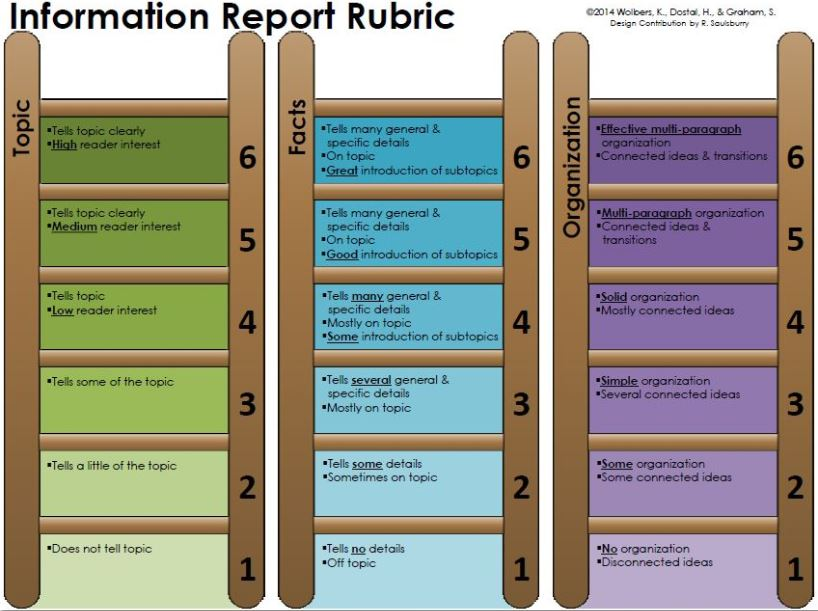 Information Report Rubric
©2014 Wolbers, K., Dostal, H., & Graham, S.
Design Contribution by R. Saulsburry
Topic
▪Tells topic clearly
▪High reader interest
6
▪Tells topic clearly
▪Medium reader interest
5
▪Tells topic
▪Low reader interest
4
▪Tells some of the topic
3
▪Tells a little of the topic
2
▪Does not tell topic
1
Facts
▪Tells many general &
specific details
▪On topic
▪Great introduction of subtopics
6
▪Tells many general &
specific details
▪On topic
▪Good introduction of subtopics
5
▪Tells many general &
specific details
▪Mostly on topic
▪Some introduction of subtopics
4
▪Tells several general &
specific details
▪Mostly on topic
3
▪Tells some details
▪Sometimes on topic
2
▪Tells no details
▪Off topic
1
Organization
▪Effective multi-paragraph
organization
▪Connected ideas & transitions
6
▪Multi-paragraph organization
▪Connected ideas &
transitions
5
▪Solid organization
▪Mostly connected ideas
4
▪Simple organization
▪Several connected ideas
3
▪Some organization
▪Some connected ideas
2
▪No organization
▪Disconnected ideas
1